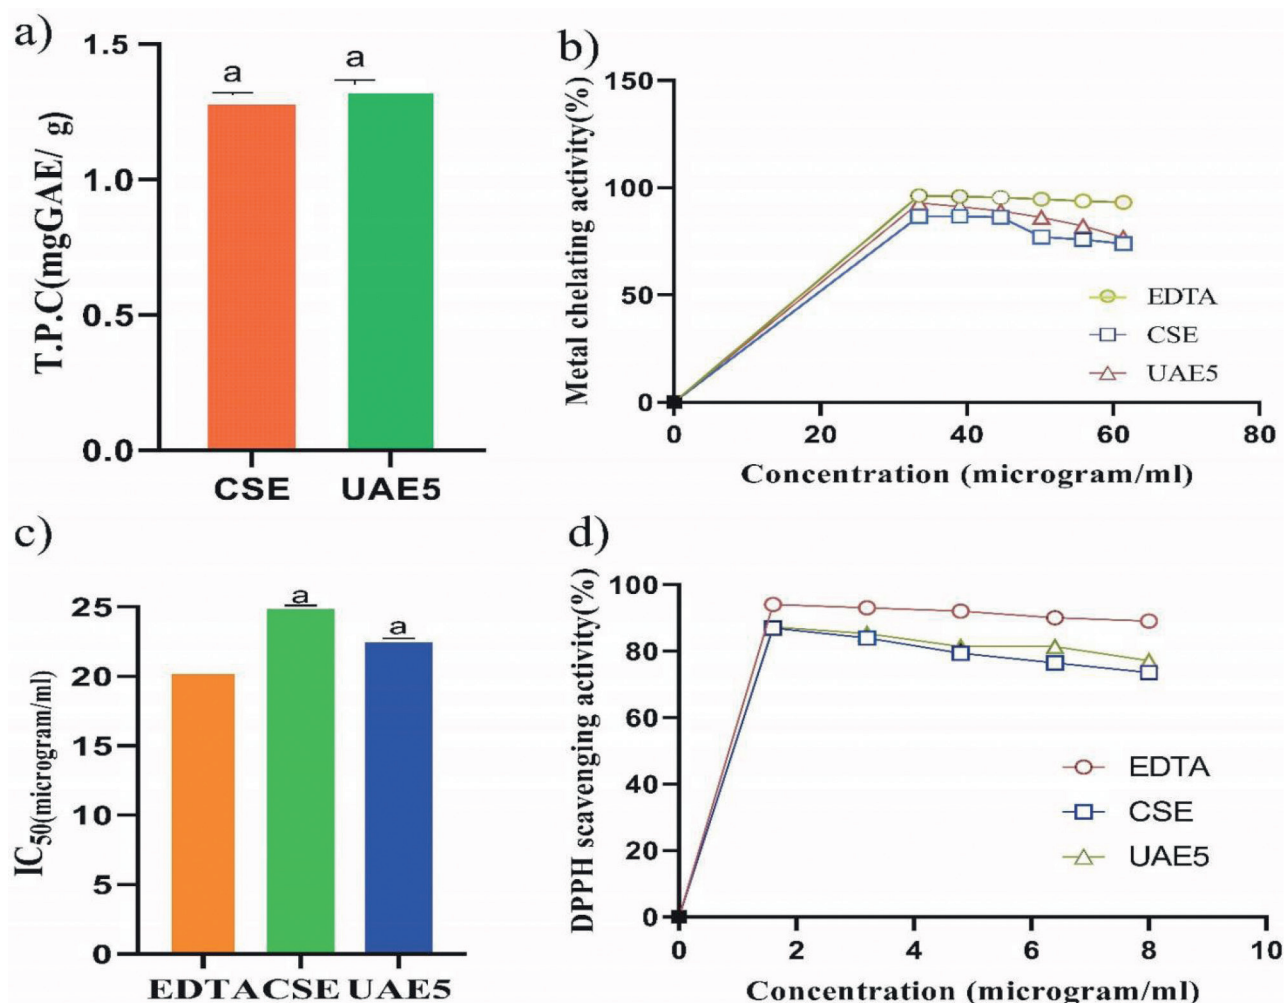 a)
T.P.C(mgGAE/ g)
1.5
1.0
0.5
0.0
a
a
CSE
UAE5
b)
Metal chelating activity(%)
150
100
50
0
0
20
40
60
80
Concentration (microgram/ml)
EDTA
CSE
UAE5
c)
IC50(microgram/ml)
25
20
15
10
5
0
a
a
EDTA CSE UAE5
d)
DPPH scavenging activity(%)
100
80
60
40
20
0
0
2
4
6
8
10
Concentration (microgram/ml)
EDTA
CSE
UAE5